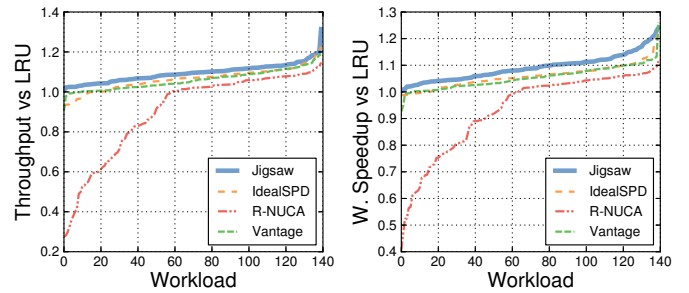 Throughput vs LRU
1.4
1.2
1.0
0.8
0.6
0.4
0.2
0 20 40 60 80 100 120 140
Workload
Jigsaw
IdealSPD
R-NUCA
Vantage
W. Speedup vs LRU
1.3
1.2
1.1
1.0
0.9
0.8
0.7
0.6
0.5
0.4
0 20 40 60 80 100 120 140
Workload
Jigsaw
IdealSPD
R-NUCA
Vantage